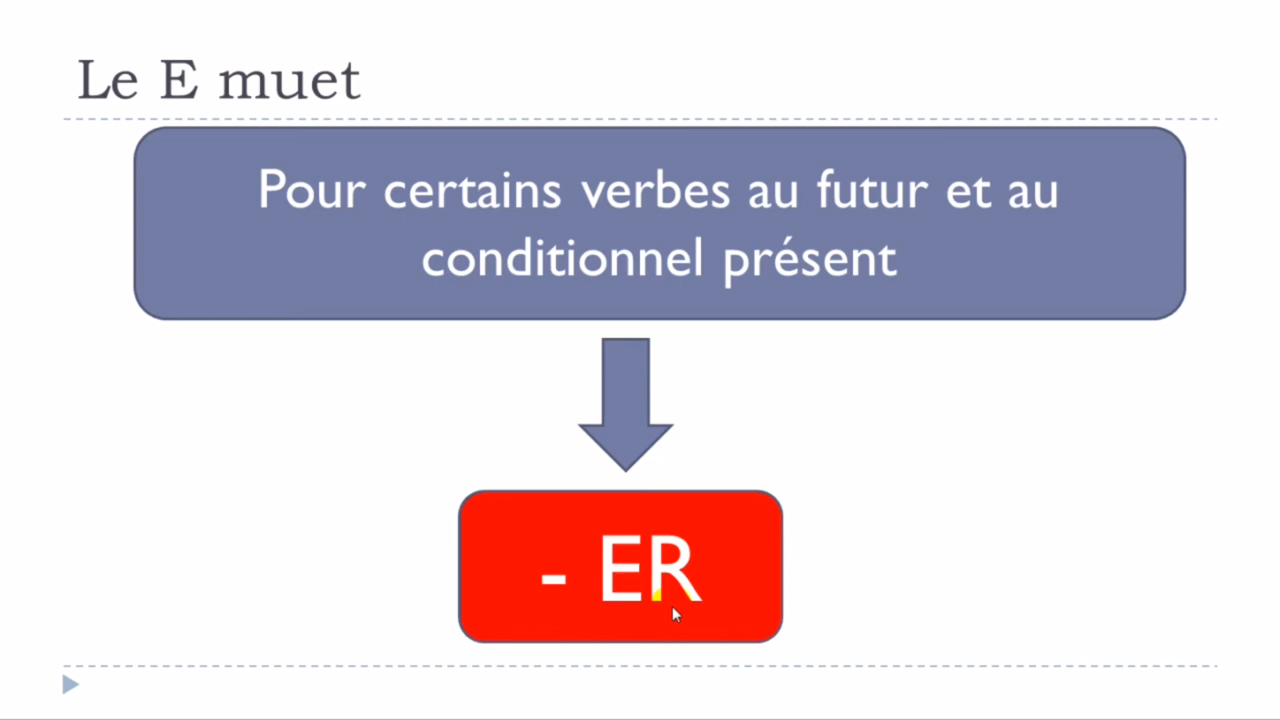 Le E muet
Pour certains verbes au futur et au
conditionnel présent
- ER